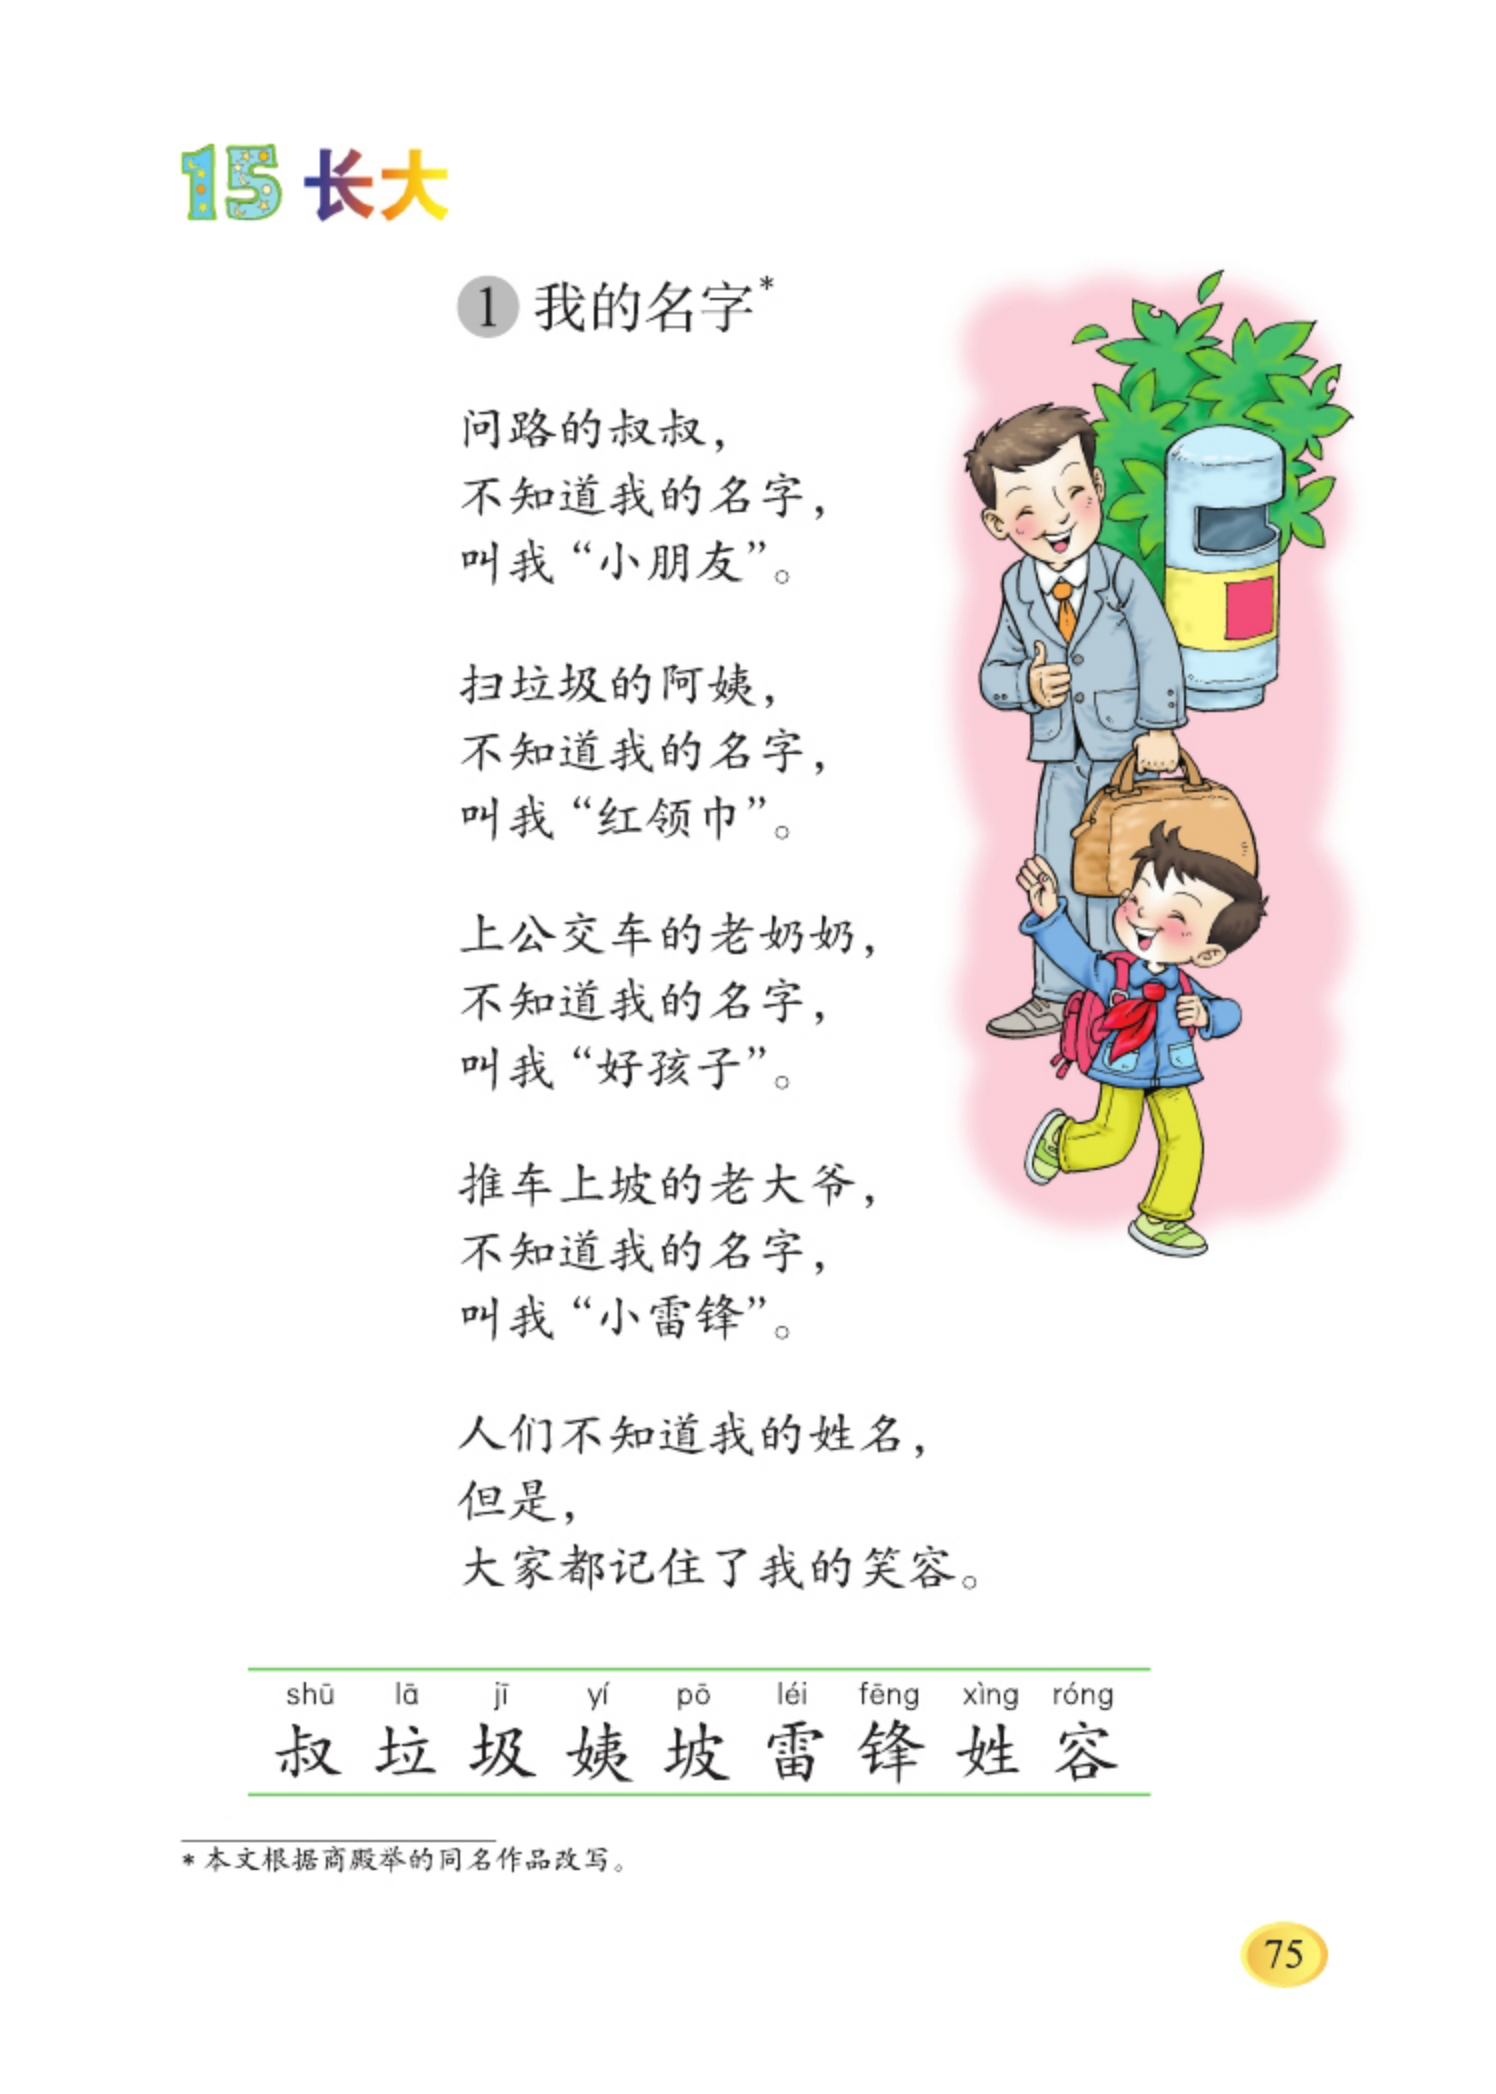 15 长大
1 我的名字*
问路的叔叔，
不知道我的名字，
叫我“小朋友”。
扫垃圾的阿姨，
不知道我的名字，
叫我“红领巾”。
上公交车的老奶奶，
不知道我的名字，
叫我“好孩子”。
推车上坡的老大爷，
不知道我的名字，
叫我“小雷锋”。
人们不知道我的姓名，
但是，
大家都记住了我的笑容。
shū lā jī yí pō léi fēng xìng róng
叔 垃 圾 姨 坡 雷 锋 姓 容
* 本文根据商殿举的同名作品改写。
75